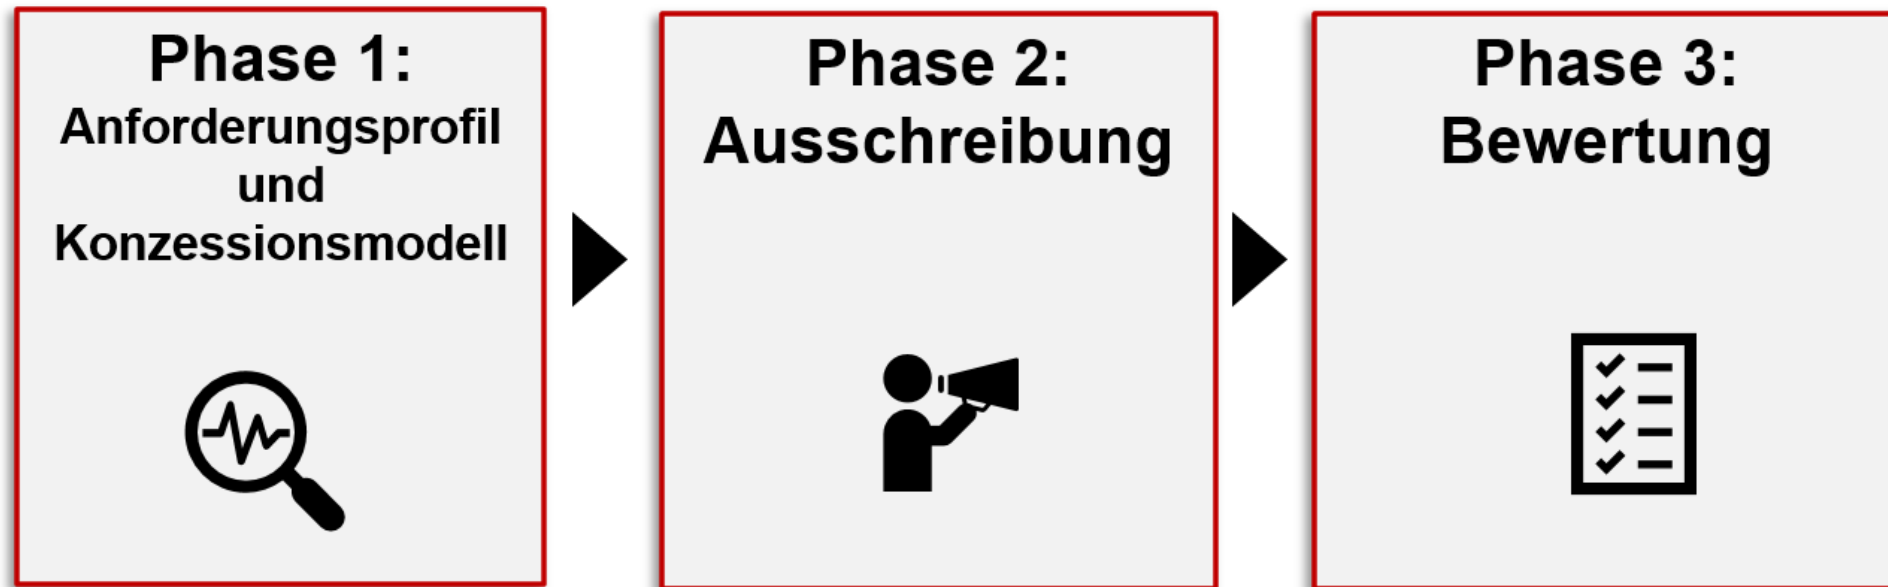 Phase 1:
Anforderungsprofil
und
Konzessionsmodell
Phase 2:
Ausschreibung
Phase 3:
Bewertung